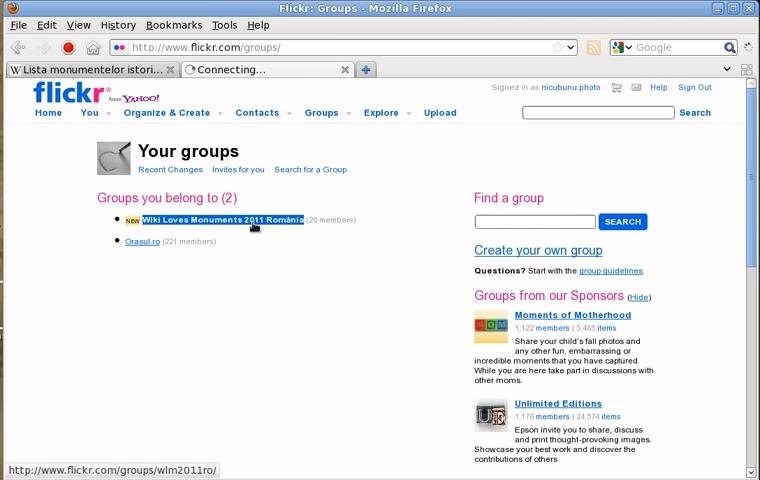 Flickr: Groups - Mozilla Firefox
File Edit View History Bookmarks Tools Help
http://www.flickr.com/groups/
Google
Lista monumentelor istori...
Connecting...
flickr from YAHOO!
Signed in as nicubunu.photo Help Sign Out
Home You Organize & Create Contacts Groups Explore Upload Search
Your groups
Recent Changes Invites for you Search for a Group
Groups you belong to (2)
NEW Wiki Loves Monuments 2011 România (20 members)
Orasul.ro (221 members)
Find a group
SEARCH
Create your own group
Questions? Start with the group guidelines.
Groups from our Sponsors (Hide)
MOM
Moments of Motherhood
1,122 members | 5,465 items
Share your child's fall photos and
any other fun, embarrassing or
incredible moments that you have captured.
While you are here take part in discussions with
other moms.
UE
Unlimited Editions
1,176 members | 24,574 items
Epson invite you to share, discuss
and print thought-provoking images.
Showcase your best work and discover the
contributions of others
http://www.flickr.com/groups/wlm2011ro/